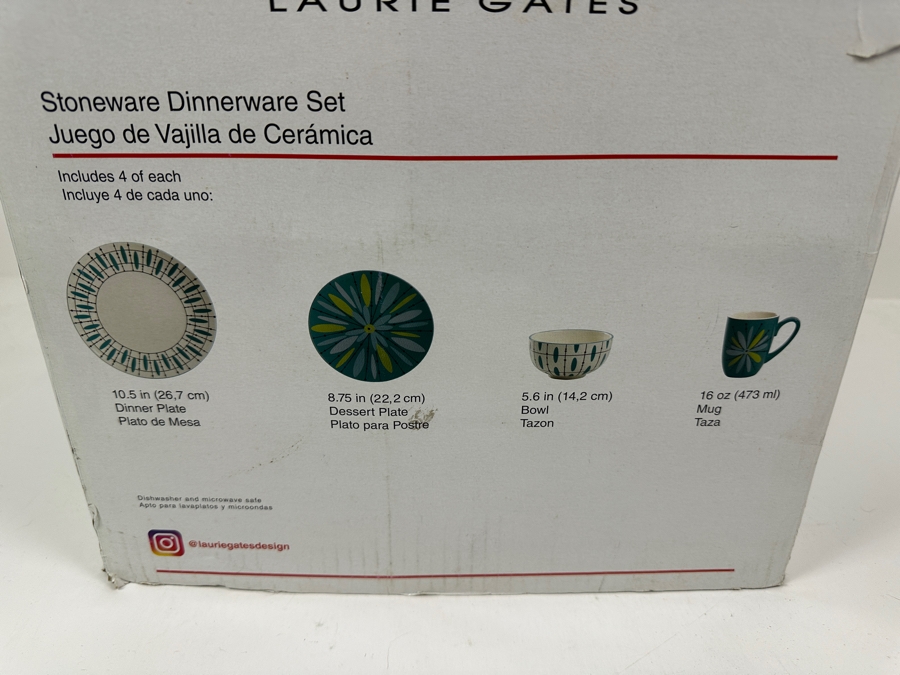 LAURIE GATES
Stoneware Dinnerware Set
Juego de Vajilla de Cerámica
Includes 4 of each
Incluye 4 de cada uno:
10.5 in (26,7 cm)
Dinner Plate
Plato de Mesa
8.75 in (22,2 cm)
Dessert Plate
Plato para Postre
5.6 in (14,2 cm)
Bowl
Tazon
16 oz (473 ml)
Mug
Taza
Dishwasher and microwave safe
Apto para lavaplatos y microondas
@lauriegatesdesign